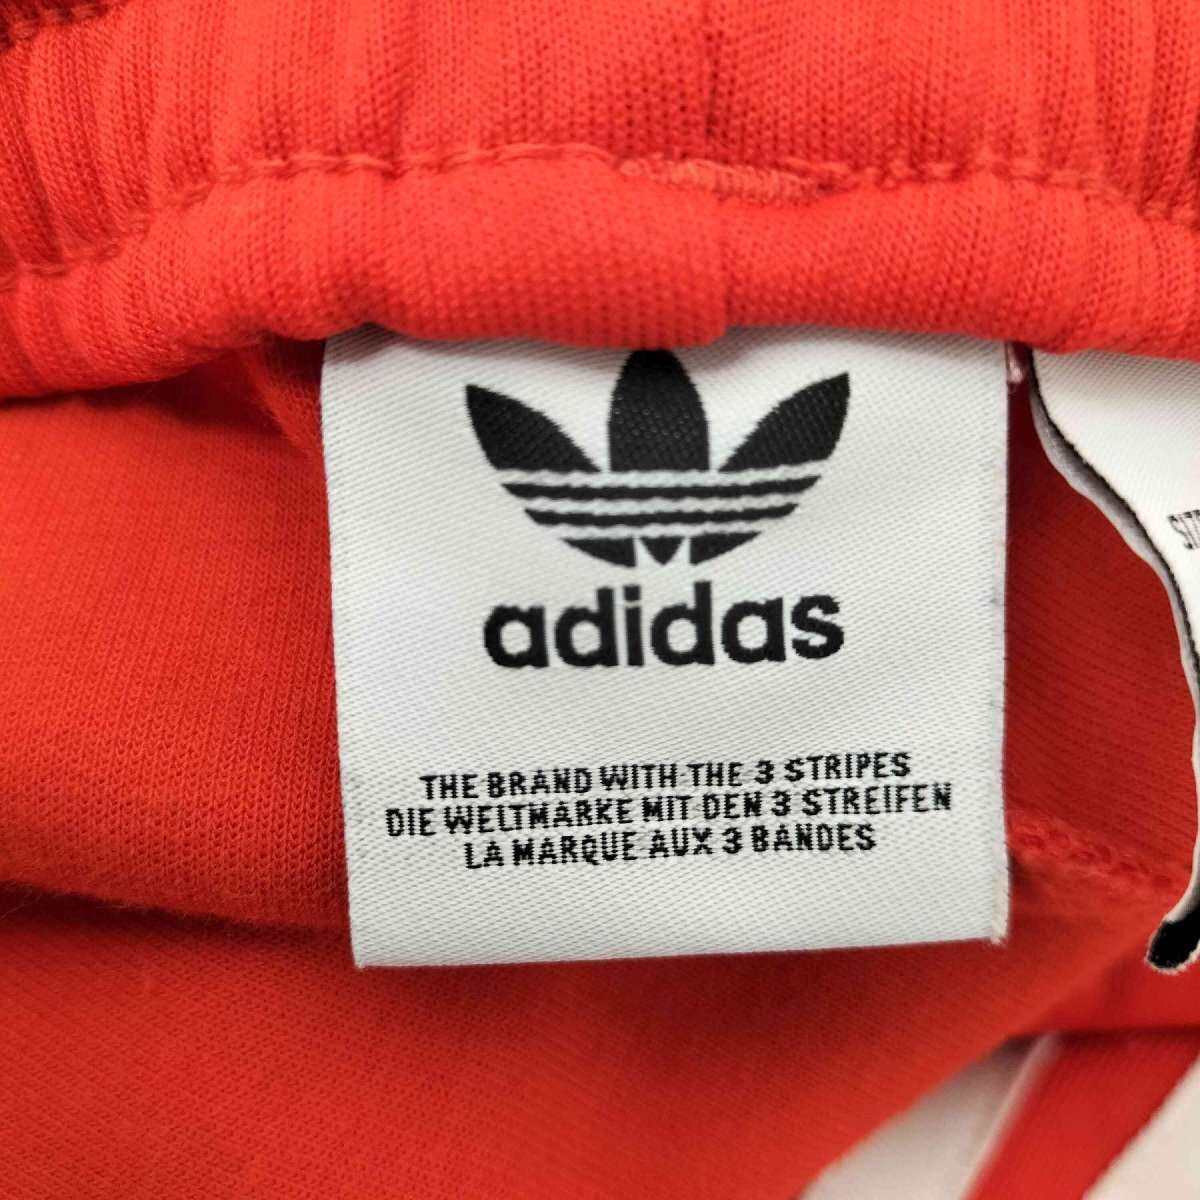 adidas
THE BRAND WITH THE 3 STRIPES
DIE WELTMARKE MIT DEN 3 STREIFEN
LA MARQUE AUX 3 BANDES